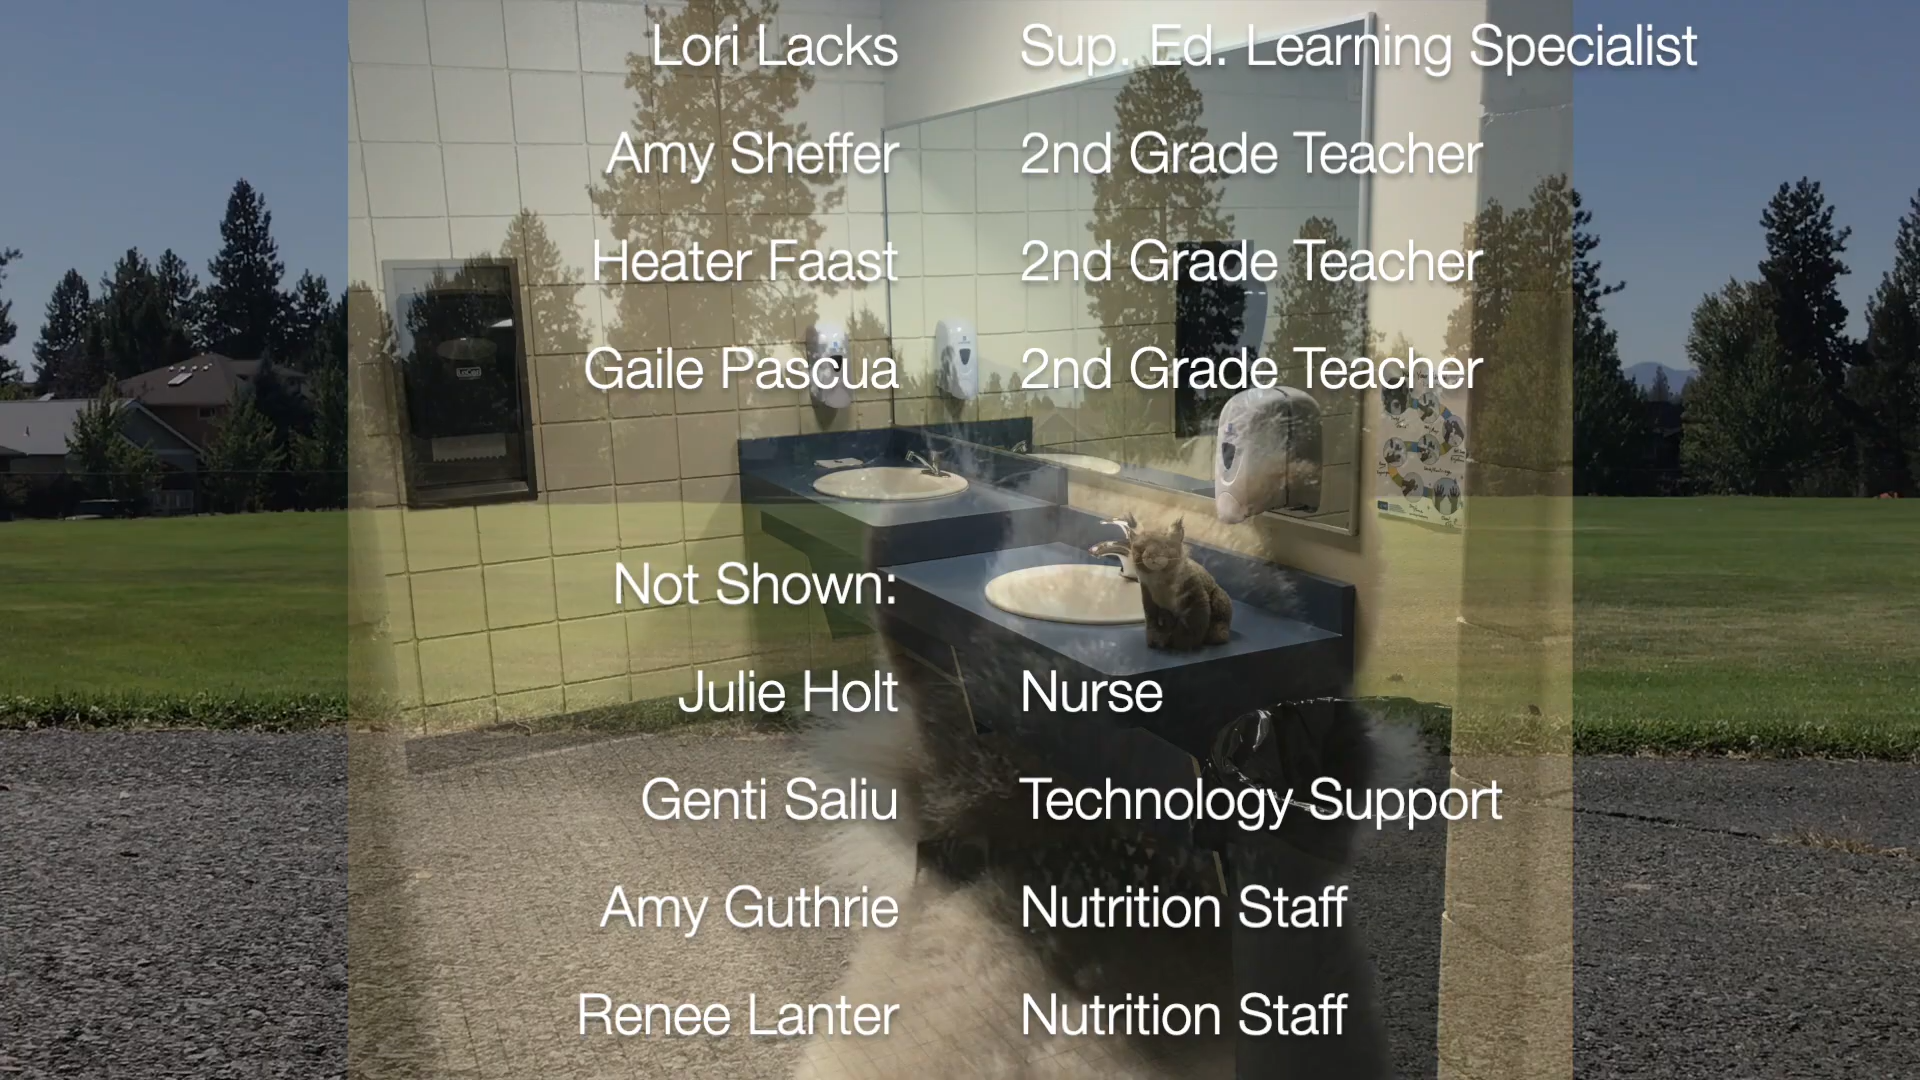 Lori Lacks Sup. Ed. Learning Specialist
Amy Sheffer 2nd Grade Teacher
Heater Faast 2nd Grade Teacher
Gaile Pascua 2nd Grade Teacher
Not Shown:
Julie Holt Nurse
Genti Saliu Technology Support
Amy Guthrie Nutrition Staff
Renee Lanter Nutrition Staff